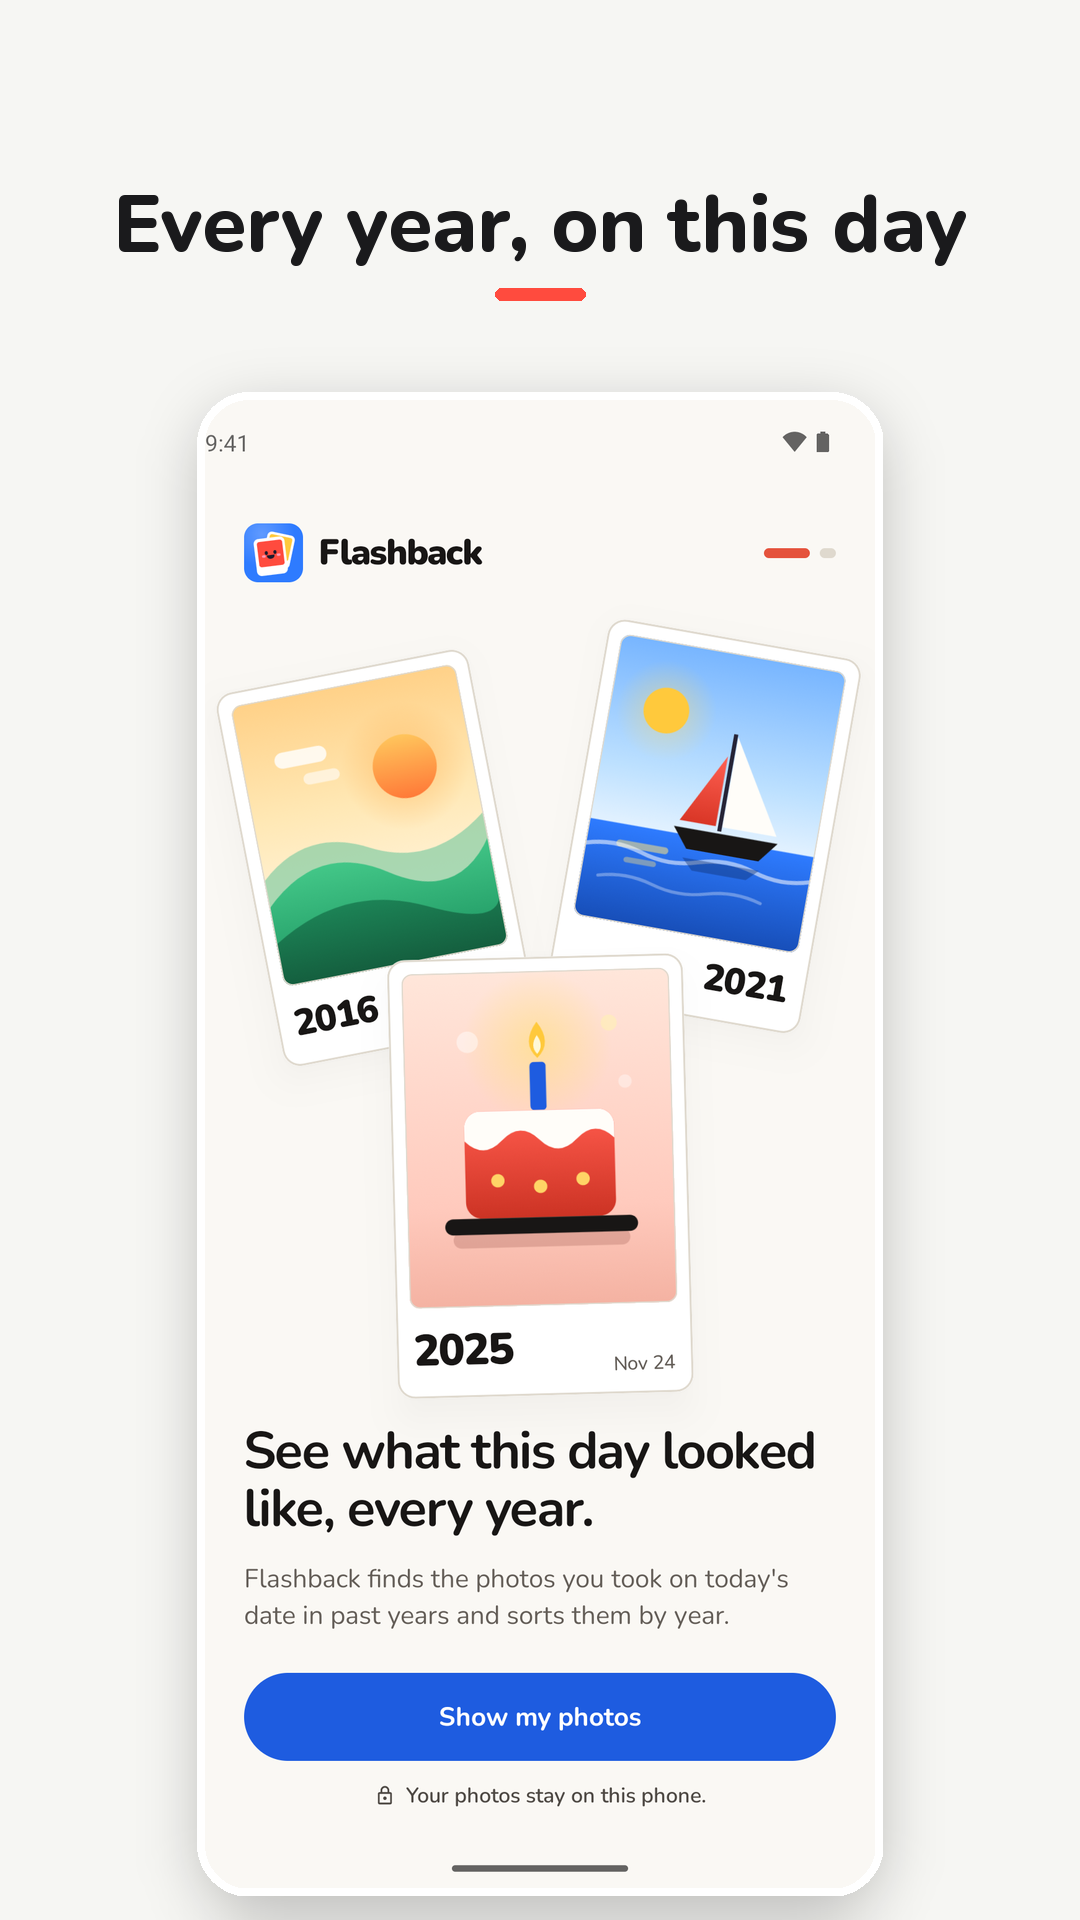 Every year, on this day
9:41
Flashback
2016
2021
2025
Nov 24
See what this day looked
like, every year.
Flashback finds the photos you took on today's
date in past years and sorts them by year.
Show my photos
Your photos stay on this phone.